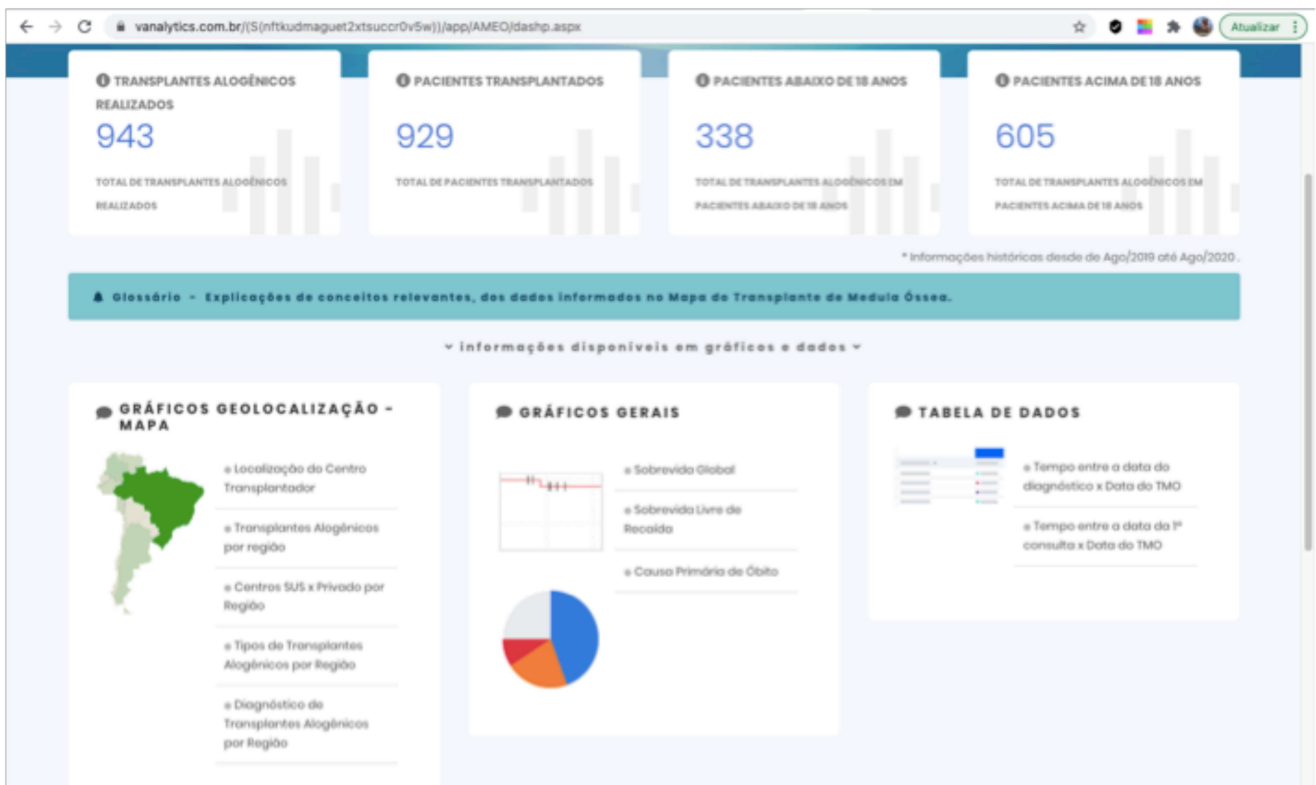 vanalytics.com.br/(S(nftkudmaguet2xtsuccr0v5w))/app/AMEO/dashp.aspx
Atualizar
TRANSPLANTES ALOGÊNICOS
REALIZADOS
943
TOTAL DE TRANSPLANTES ALOGÊNICOS
REALIZADOS
PACIENTES TRANSPLANTADOS
929
TOTAL DE PACIENTES TRANSPLANTADOS
PACIENTES ABAIXO DE 18 ANOS
338
TOTAL DE TRANSPLANTES ALOGÊNICOS EM
PACIENTES ABAIXO DE 18 ANOS
PACIENTES ACIMA DE 18 ANOS
605
TOTAL DE TRANSPLANTES ALOGÊNICOS EM
PACIENTES ACIMA DE 18 ANOS
* Informações históricas desde de Ago/2019 até Ago/2020 .
Glossário - Explicações de conceitos relevantes, dos dados informados no Mapa do Transplante de Medula Óssea.
informações disponíveis em gráficos e dados
GRÁFICOS GEOLOCALIZAÇÃO -
MAPA
Localização do Centro
Transplantador
Transplantes Alogênicos
por região
Centros SUS x Privado por
Região
Tipos de Transplantes
Alogênicos por Região
Diagnóstico de
Transplantes Alogênicos
por Região
GRÁFICOS GERAIS
Sobrevida Global
Sobrevida Livre de
Recaída
Causa Primária de Óbito
TABELA DE DADOS
Tempo entre a data do
diagnóstico x Data do TMO
Tempo entre a data da 1ª
consulta x Data do TMO